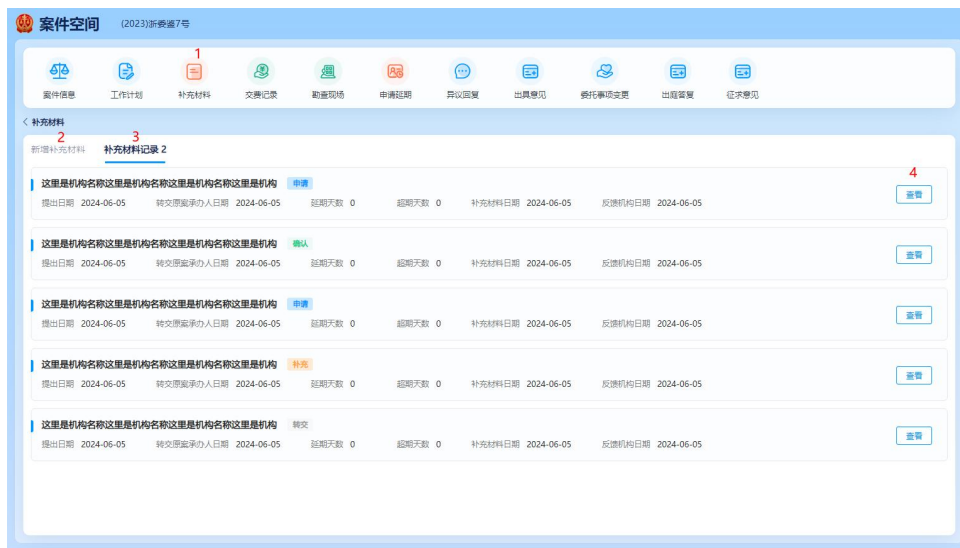 案件空间 (2023)浙委鉴7号
1
案件信息 工作计划 补充材料 交费记录 勘查现场 申请延期 异议回复 出具意见 委托事项变更 出庭答复 征求意见
< 补充材料
2 3
新增补充材料 补充材料记录 2
4
这里是机构名称这里是机构名称这里是机构名称这里是机构 申请
提出日期 2024-06-05 转交原案承办人日期 2024-06-05 延期天数 0 超期天数 0 补充材料日期 2024-06-05 反馈机构日期 2024-06-05 查看
这里是机构名称这里是机构名称这里是机构名称这里是机构 确认
提出日期 2024-06-05 转交原案承办人日期 2024-06-05 延期天数 0 超期天数 0 补充材料日期 2024-06-05 反馈机构日期 2024-06-05 查看
这里是机构名称这里是机构名称这里是机构名称这里是机构 申请
提出日期 2024-06-05 转交原案承办人日期 2024-06-05 延期天数 0 超期天数 0 补充材料日期 2024-06-05 反馈机构日期 2024-06-05 查看
这里是机构名称这里是机构名称这里是机构名称这里是机构 补充
提出日期 2024-06-05 转交原案承办人日期 2024-06-05 延期天数 0 超期天数 0 补充材料日期 2024-06-05 反馈机构日期 2024-06-05 查看
这里是机构名称这里是机构名称这里是机构名称这里是机构 转交
提出日期 2024-06-05 转交原案承办人日期 2024-06-05 延期天数 0 超期天数 0 补充材料日期 2024-06-05 反馈机构日期 2024-06-05 查看